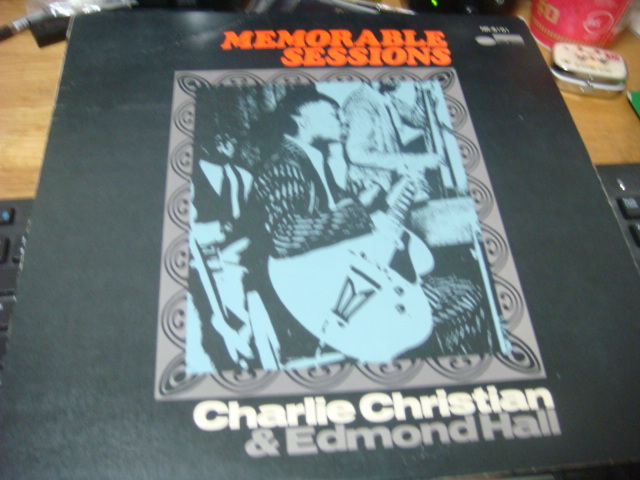 MEMORABLE
SESSIONS
Charlie Christian
& Edmond Hall